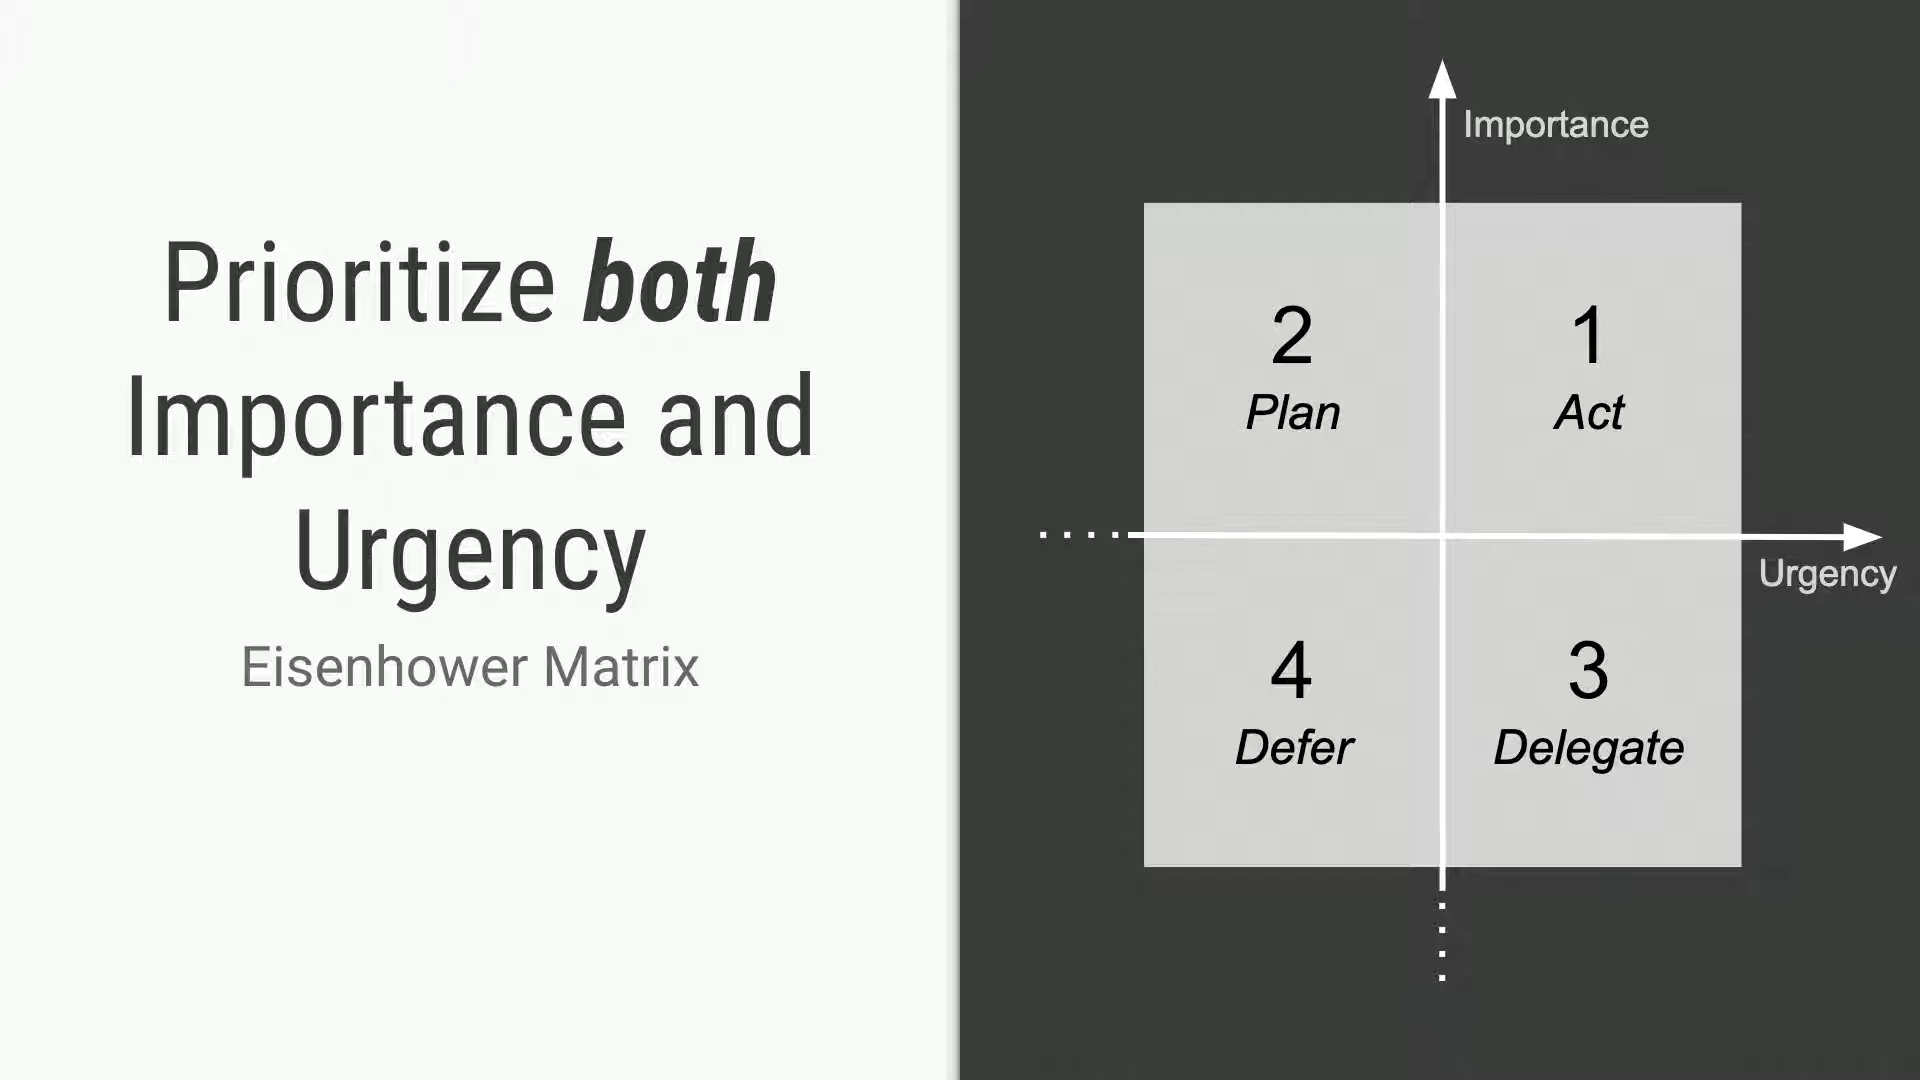 Prioritize both
Importance and
Urgency
Eisenhower Matrix
Importance
2
Plan
1
Act
Urgency
4
Defer
3
Delegate